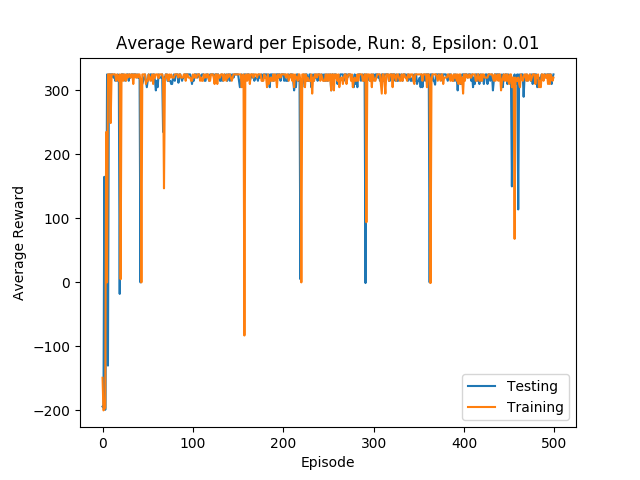 Average Reward per Episode, Run: 8, Epsilon: 0.01
Average Reward
300
200
100
0
−100
−200
0
100
200
300
400
500
Episode
Testing
Training